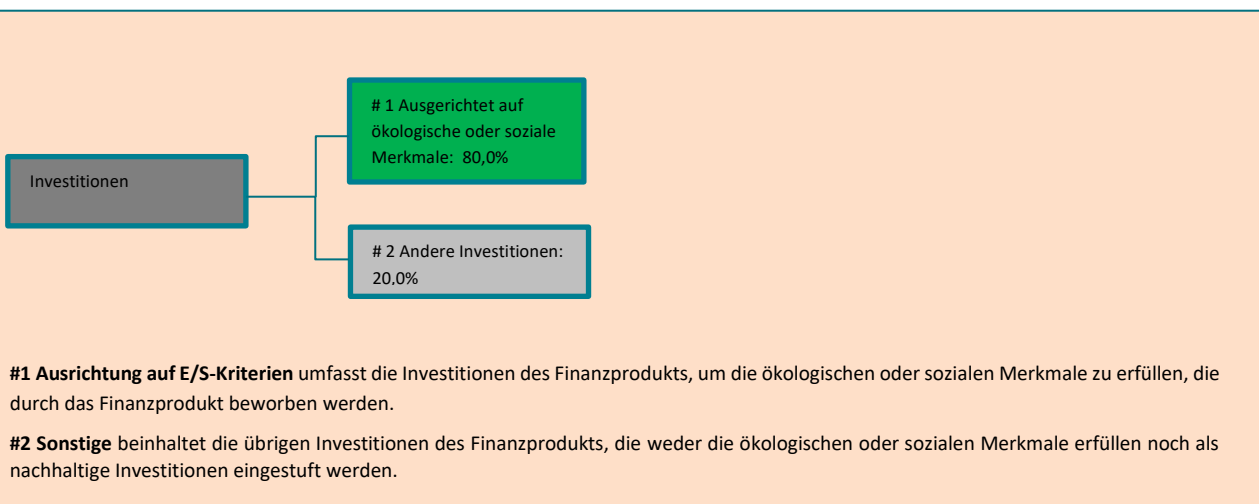 # 1 Ausgerichtet auf
ökologische oder soziale
Merkmale: 80,0%
Investitionen
# 2 Andere Investitionen:
20,0%
#1 Ausrichtung auf E/S-Kriterien umfasst die Investitionen des Finanzprodukts, um die ökologischen oder sozialen Merkmale zu erfüllen, die
durch das Finanzprodukt beworben werden.
#2 Sonstige beinhaltet die übrigen Investitionen des Finanzprodukts, die weder die ökologischen oder sozialen Merkmale erfüllen noch als
nachhaltige Investitionen eingestuft werden.